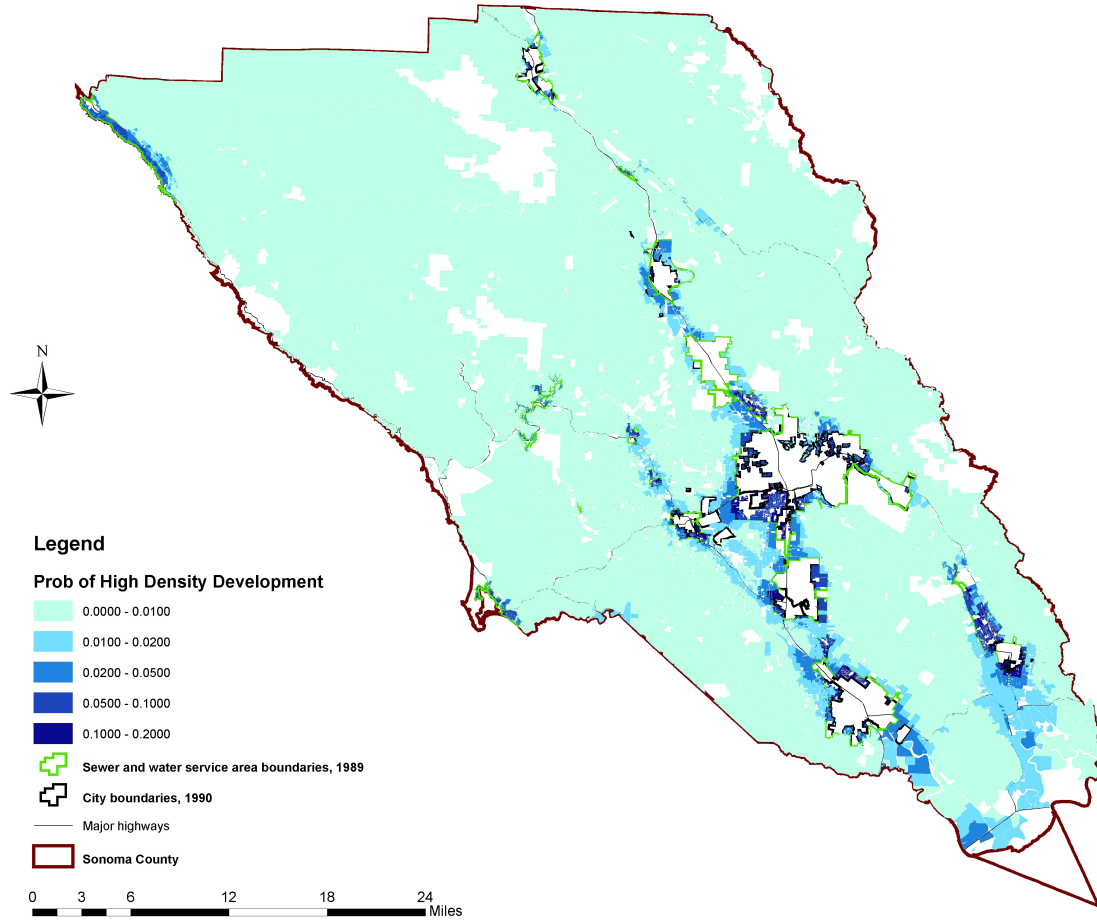 N
Legend
Prob of High Density Development
0.0000 - 0.0100
0.0100 - 0.0200
0.0200 - 0.0500
0.0500 - 0.1000
0.1000 - 0.2000
Sewer and water service area boundaries, 1989
City boundaries, 1990
Major highways
Sonoma County
0 3 6 12 18 24
Miles